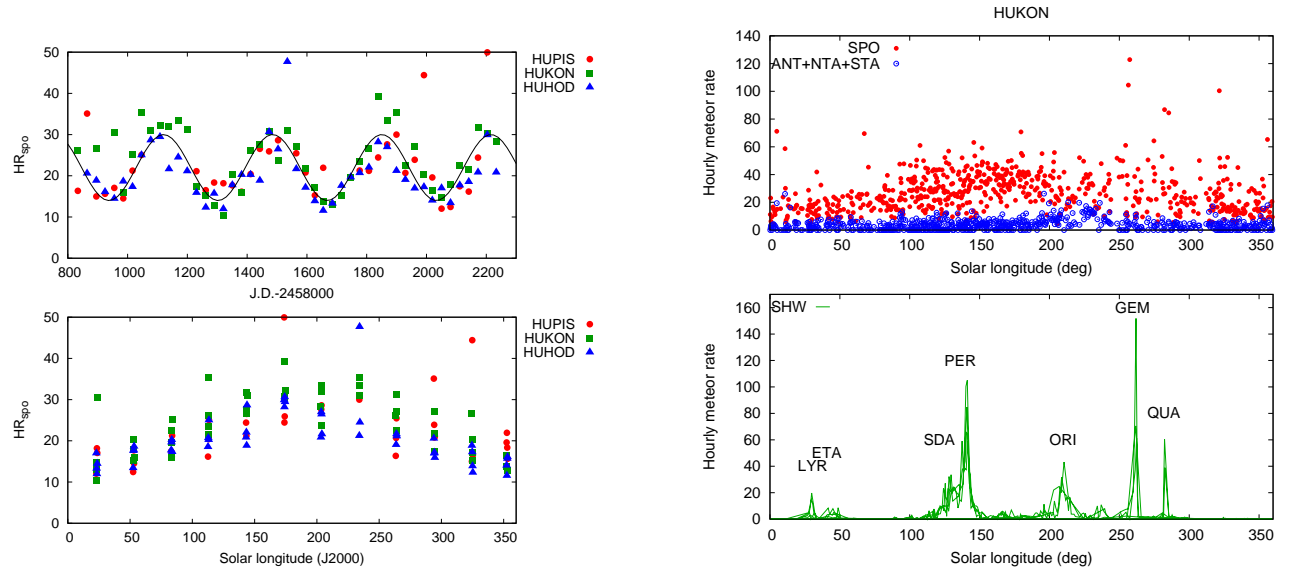 HR_spo
50
40
30
20
10
0
800 1000 1200 1400 1600 1800 2000 2200
J.D.-2458000
HUPIS
HUKON
HUHOD
HR_spo
50
40
30
20
10
0
0 50 100 150 200 250 300 350
Solar longitude (J2000)
HUPIS
HUKON
HUHOD
HUKON
Hourly meteor rate
140
120
100
80
60
40
20
0
0 50 100 150 200 250 300 350
Solar longitude (deg)
SPO
ANT+NTA+STA
Hourly meteor rate
160
140
120
100
80
60
40
20
0
0 50 100 150 200 250 300 350
Solar longitude (deg)
SHW
GEM
PER
QUA
SDA
ORI
ETA
LYR